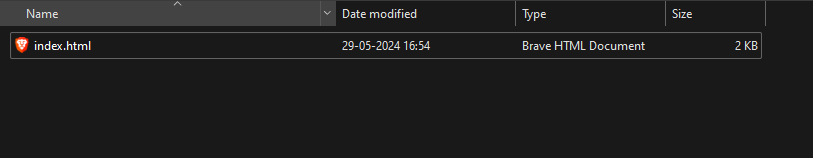 Name Date modified Type Size
index.html 29-05-2024 16:54 Brave HTML Document 2 KB